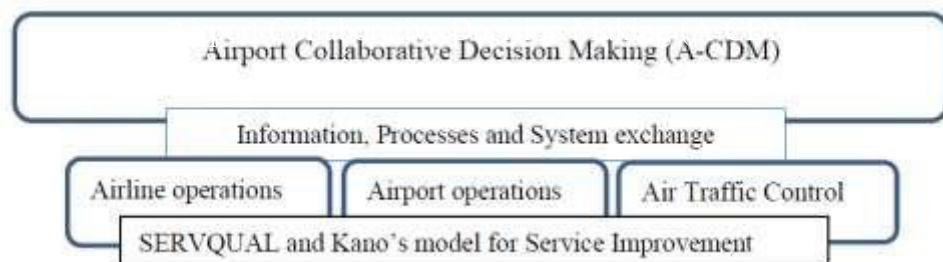 Airport Collaborative Decision Making (A-CDM)
Information, Processes and System exchange
Airline operations
Airport operations
Air Traffic Control
SERVQUAL and Kano's model for Service Improvement